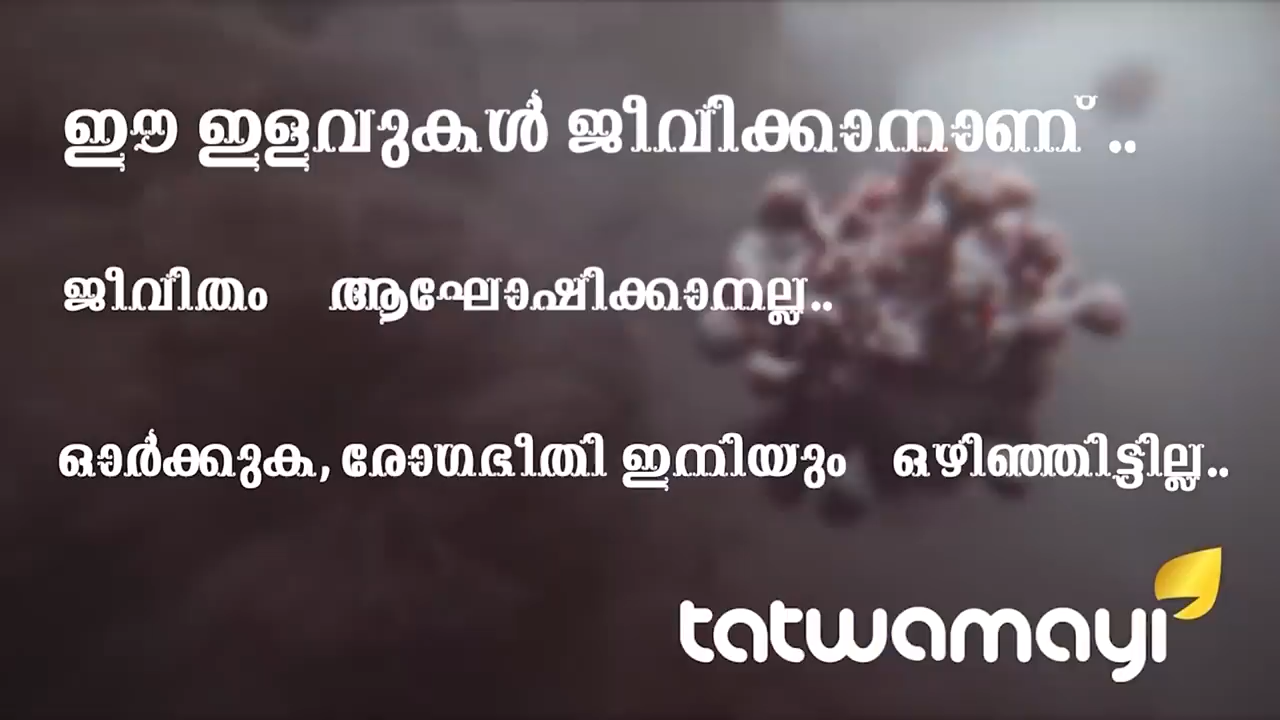 ഈ ഇളവുകൾ ജീവിക്കാനാണ് ..
ജീവിതം ആഘോഷിക്കാനല്ല..
ഓർക്കുക, രോഗഭീതി ഇനിയും ഒഴിഞ്ഞിട്ടില്ല..
tatwamayi